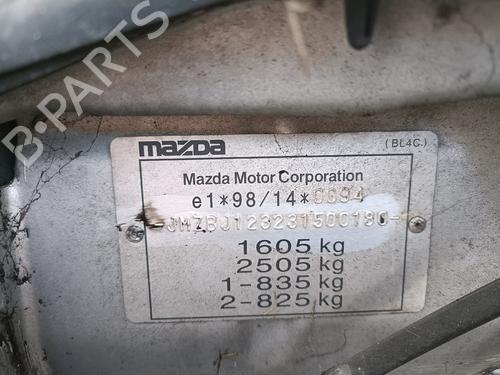 B-PARTS
mazda
(BL4C)
Mazda Motor Corporation
e1*98/14*0094
1605 kg
2505 kg
1-835 kg
2-825 kg